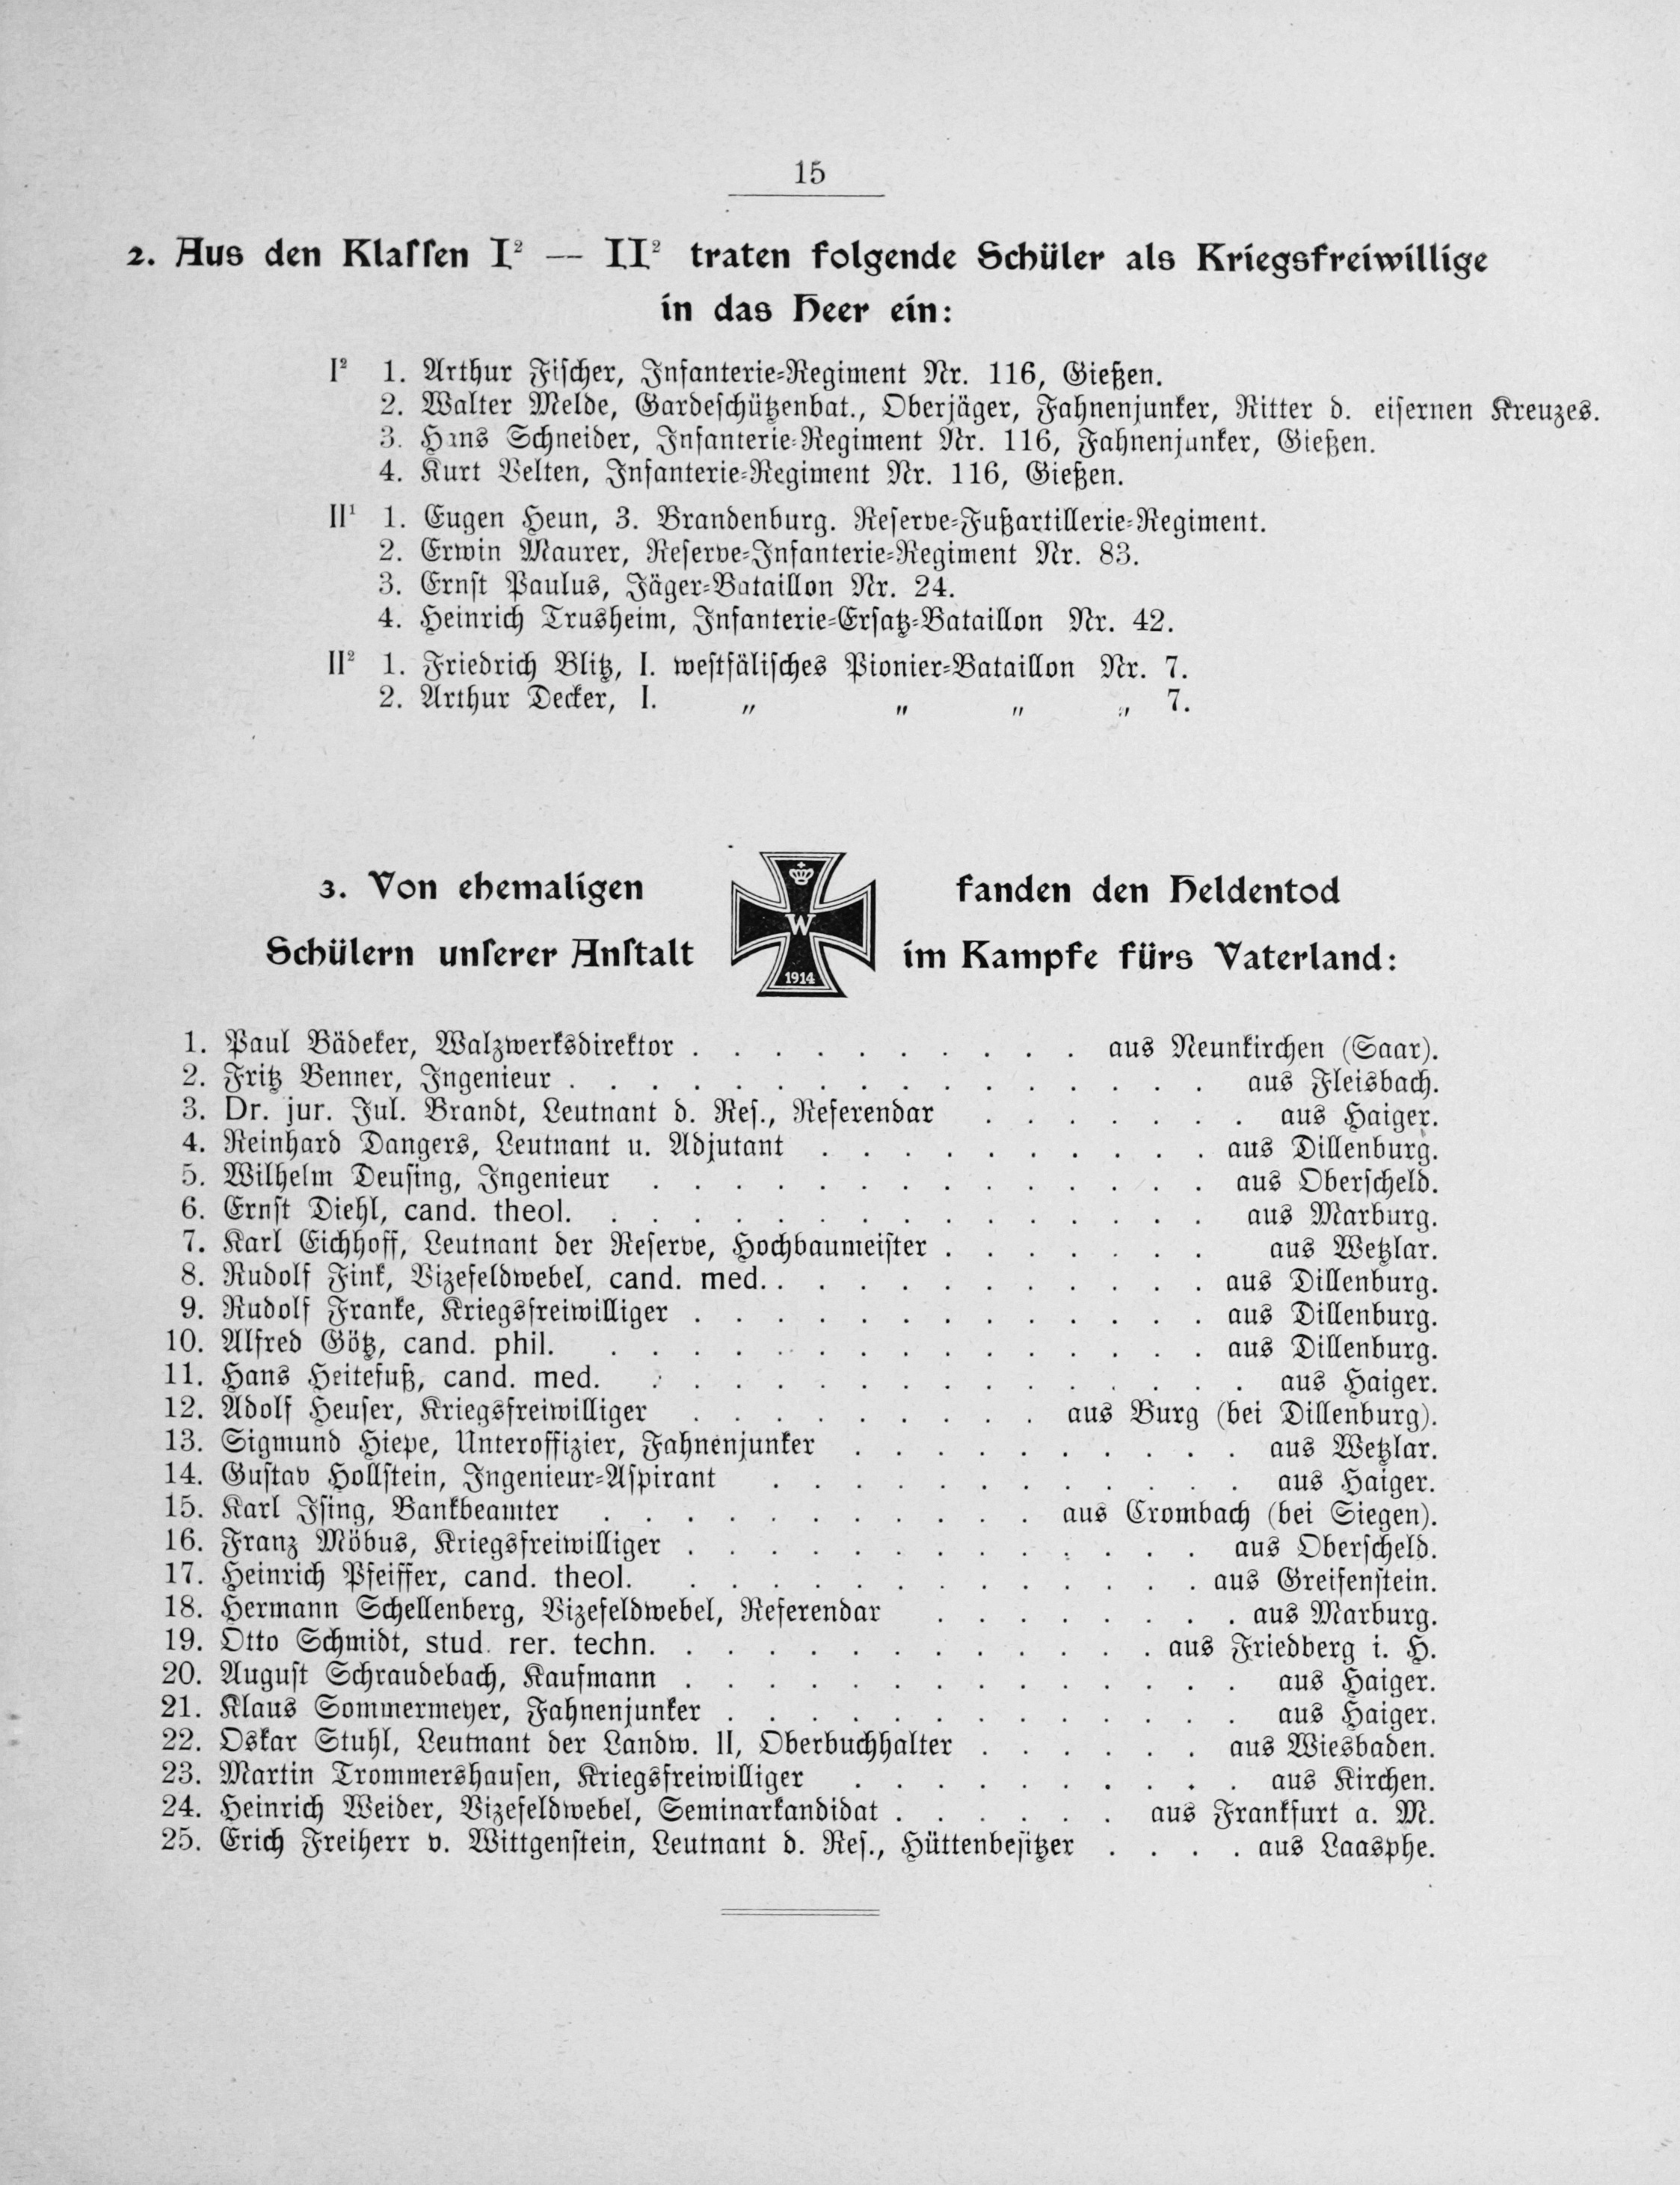 15
2. Aus den Klaſſen I² — II² traten folgende Schüler als Kriegsfreiwillige
in das Heer ein:
I² 1. Arthur Fiſcher, Infanterie-Regiment Nr. 116, Gießen.
2. Walter Melde, Gardeſchützenbat., Oberjäger, Fahnenjunker, Ritter d. eiſernen Kreuzes.
3. Hans Schneider, Infanterie-Regiment Nr. 116, Fahnenjunker, Gießen.
4. Kurt Velten, Infanterie-Regiment Nr. 116, Gießen.
II¹ 1. Eugen Heun, 3. Brandenburg. Reſerve-Fußartillerie-Regiment.
2. Erwin Maurer, Reſerve-Infanterie-Regiment Nr. 83.
3. Ernſt Paulus, Jäger-Bataillon Nr. 24.
4. Heinrich Trusheim, Infanterie-Erſatz-Bataillon Nr. 42.
II² 1. Friedrich Blitz, I. weſtfäliſches Pionier-Bataillon Nr. 7.
2. Arthur Decker, I. „ „ „ „ 7.
3. Von ehemaligen fanden den Heldentod
Schülern unſerer Anſtalt im Kampfe fürs Vaterland:
W
1914
1. Paul Bädeker, Walzwerksdirektor . . . . . . . . . . aus Neunkirchen (Saar).
2. Fritz Benner, Ingenieur . . . . . . . . . . . . . . . . aus Fleisbach.
3. Dr. jur. Jul. Brandt, Leutnant d. Reſ., Referendar . . . . . . . aus Haiger.
4. Reinhard Dangers, Leutnant u. Adjutant . . . . . . . . . . aus Dillenburg.
5. Wilhelm Deuſing, Ingenieur . . . . . . . . . . . . . . aus Oberſcheld.
6. Ernſt Diehl, cand. theol. . . . . . . . . . . . . . . . aus Marburg.
7. Karl Eichhoff, Leutnant der Reſerve, Hochbaumeiſter . . . . . . . aus Wetzlar.
8. Rudolf Fink, Vizefeldwebel, cand. med. . . . . . . . . . . . aus Dillenburg.
9. Rudolf Franke, Kriegsfreiwilliger . . . . . . . . . . . . . aus Dillenburg.
10. Alfred Götz, cand. phil. . . . . . . . . . . . . . . . aus Dillenburg.
11. Hans Heitefuß, cand. med. . . . . . . . . . . . . . . . aus Haiger.
12. Adolf Heuſer, Kriegsfreiwilliger . . . . . . . . . aus Burg (bei Dillenburg).
13. Sigmund Hiepe, Unteroffizier, Fahnenjunker . . . . . . . . . . aus Wetzlar.
14. Guſtav Hollſtein, Ingenieur-Aſpirant . . . . . . . . . . . . aus Haiger.
15. Karl Iſing, Bankbeamter . . . . . . . . . . . aus Crombach (bei Siegen).
16. Franz Möbus, Kriegsfreiwilliger . . . . . . . . . . . . . aus Oberſcheld.
17. Heinrich Pfeiffer, cand. theol. . . . . . . . . . . . . . aus Greifenſtein.
18. Hermann Schellenberg, Vizefeldwebel, Referendar . . . . . . . . aus Marburg.
19. Otto Schmidt, stud. rer. techn. . . . . . . . . . . . . aus Friedberg i. H.
20. Auguſt Schraudebach, Kaufmann . . . . . . . . . . . . . . aus Haiger.
21. Klaus Sommermeyer, Fahnenjunker . . . . . . . . . . . . . aus Haiger.
22. Oskar Stuhl, Leutnant der Landw. II, Oberbuchhalter . . . . . . aus Wiesbaden.
23. Martin Trommershauſen, Kriegsfreiwilliger . . . . . . . . . . aus Kirchen.
24. Heinrich Weider, Vizefeldwebel, Seminarkandidat . . . . . . aus Frankfurt a. M.
25. Erich Freiherr v. Wittgenſtein, Leutnant d. Reſ., Hüttenbeſitzer . . . . aus Laasphe.